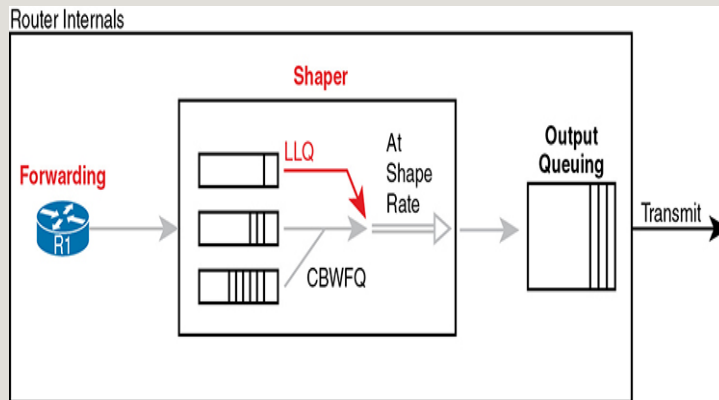 Router Internals
Shaper
Forwarding
R1
LLQ
CBWFQ
At
Shape
Rate
Output
Queuing
Transmit